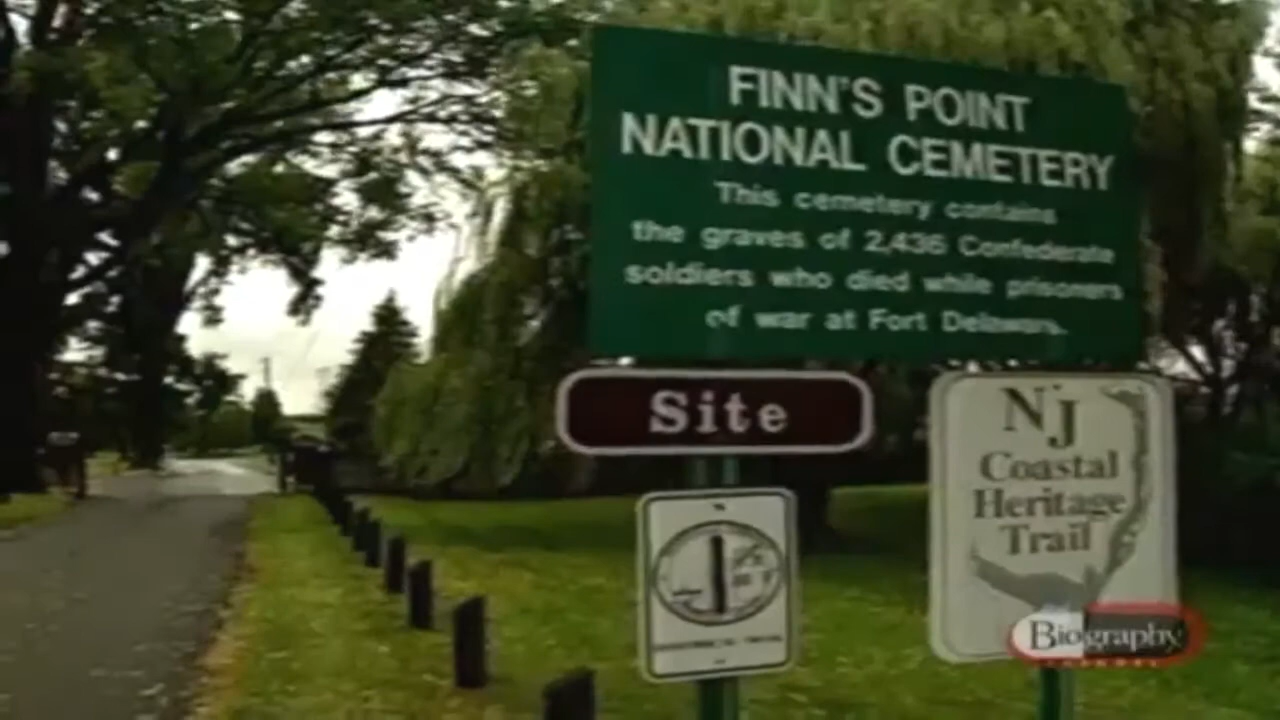 FINN'S POINT
NATIONAL CEMETERY
This cemetery contains
the graves of 2,436 Confederate
soldiers who died while prisoners
of war at Fort Delaware.
Site
NJ
Coastal
Heritage
Trail
Biography
CHANNEL